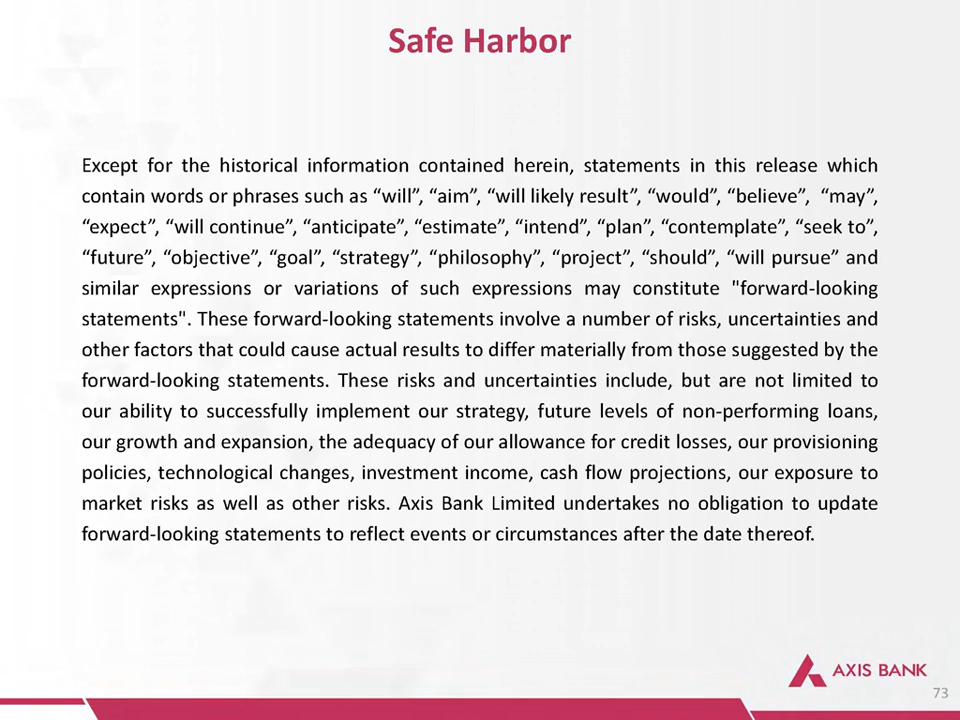 Safe Harbor
Except for the historical information contained herein, statements in this release which
contain words or phrases such as “will”, “aim”, “will likely result”, “would”, “believe”, “may”,
“expect”, “will continue”, “anticipate”, “estimate”, “intend”, “plan”, “contemplate”, “seek to”,
“future”, “objective”, “goal”, “strategy”, “philosophy”, “project”, “should”, “will pursue” and
similar expressions or variations of such expressions may constitute "forward-looking
statements". These forward-looking statements involve a number of risks, uncertainties and
other factors that could cause actual results to differ materially from those suggested by the
forward-looking statements. These risks and uncertainties include, but are not limited to
our ability to successfully implement our strategy, future levels of non-performing loans,
our growth and expansion, the adequacy of our allowance for credit losses, our provisioning
policies, technological changes, investment income, cash flow projections, our exposure to
market risks as well as other risks. Axis Bank Limited undertakes no obligation to update
forward-looking statements to reflect events or circumstances after the date thereof.
AXIS BANK
73